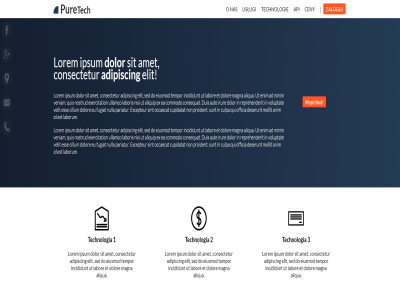 PureTech
O NAS USŁUGI TECHNOLOGIE API CENY | ZALOGUJ
Lorem ipsum dolor sit amet,
consectetur adipiscing elit!
Lorem ipsum dolor sit amet, consectetur adipiscing elit, sed do eiusmod tempor incididunt ut labore et dolore magna aliqua. Ut enim ad minim
veniam, quis nostrud exercitation ullamco laboris nisi ut aliquip ex ea commodo consequat. Duis aute irure dolor in reprehenderit in voluptate
velit esse cillum dolore eu fugiat nulla pariatur. Excepteur sint occaecat cupidatat non proident, sunt in culpa qui officia deserunt mollit anim
id est laborum.
Lorem ipsum dolor sit amet, consectetur adipiscing elit, sed do eiusmod tempor incididunt ut labore et dolore magna aliqua. Ut enim ad minim
veniam, quis nostrud exercitation ullamco laboris nisi ut aliquip ex ea commodo consequat. Duis aute irure dolor in reprehenderit in voluptate
velit esse cillum dolore eu fugiat nulla pariatur. Excepteur sint occaecat cupidatat non proident, sunt in culpa qui officia deserunt mollit anim
id est laborum.
Wypróbuj!
Technologia 1
Lorem ipsum dolor sit amet, consectetur
adipiscing elit, sed do eiusmod tempor
incididunt ut labore et dolore magna
aliqua.
Technologia 2
Lorem ipsum dolor sit amet, consectetur
adipiscing elit, sed do eiusmod tempor
incididunt ut labore et dolore magna
aliqua.
Technologia 3
Lorem ipsum dolor sit amet, consectetur
adipiscing elit, sed do eiusmod tempor
incididunt ut labore et dolore magna
aliqua.